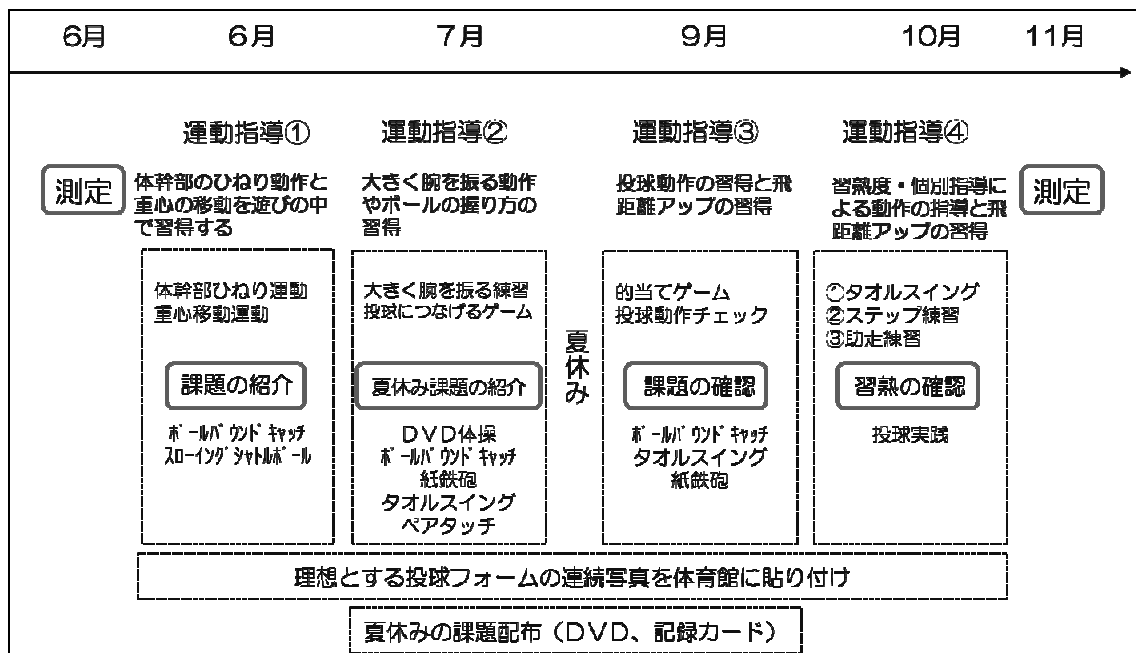 6月
6月
7月
9月
10月
11月
測定
運動指導①
体幹部のひねり動作と
重心の移動を遊びの中
で習得する
体幹部ひねり運動
重心移動運動
課題の紹介
ボールバウンドキャッチ
スローイングシャトルボール
運動指導②
大きく腕を振る動作
やボールの握り方の
習得
大きく腕を振る練習
投球につなげるゲーム
夏休み課題の紹介
DVD体操
ボールバウンドキャッチ
紙鉄砲
タオルスイング
ペアタッチ
夏休み
運動指導③
投球動作の習得と飛
距離アップの習得
的当てゲーム
投球動作チェック
課題の確認
ボールバウンドキャッチ
タオルスイング
紙鉄砲
運動指導④
習熟度・個別指導に
よる動作の指導と飛
距離アップの習得
①タオルスイング
②ステップ練習
③助走練習
習熟の確認
投球実践
測定
理想とする投球フォームの連続写真を体育館に貼り付け
夏休みの課題配布（DVD、記録カード）